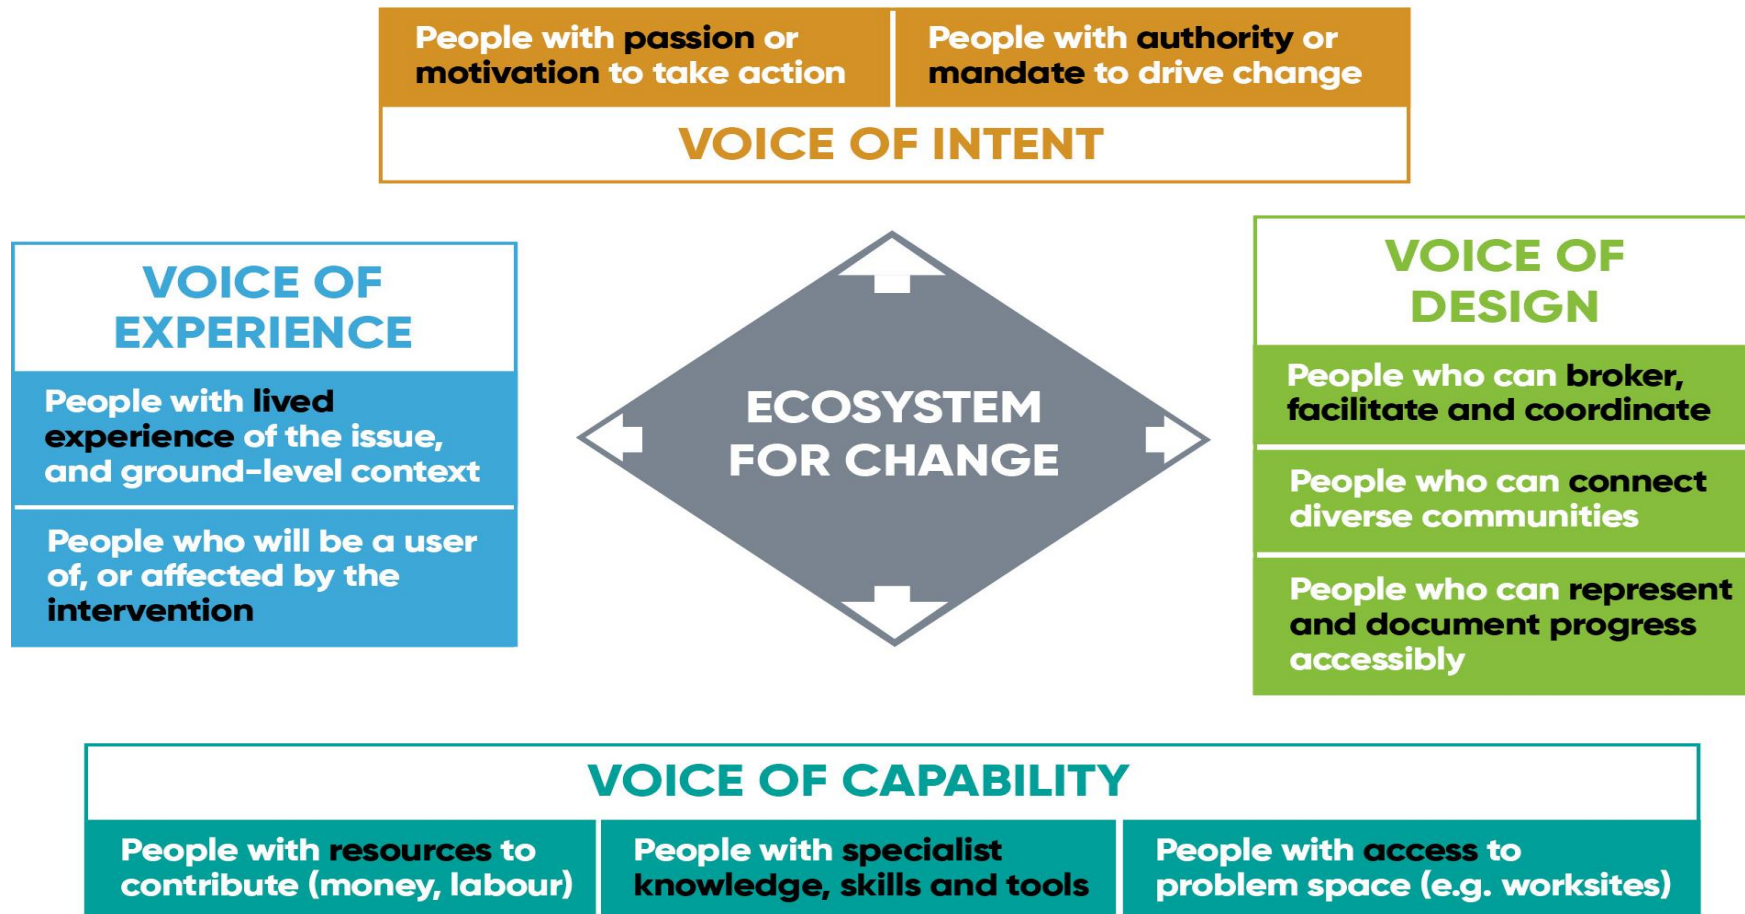 People with passion or
motivation to take action
People with authority or
mandate to drive change
VOICE OF INTENT
VOICE OF
EXPERIENCE
People with lived
experience of the issue,
and ground-level context
People who will be a user
of, or affected by the
intervention
ECOSYSTEM
FOR CHANGE
VOICE OF
DESIGN
People who can broker,
facilitate and coordinate
People who can connect
diverse communities
People who can represent
and document progress
accessibly
VOICE OF CAPABILITY
People with resources to
contribute (money, labour)
People with specialist
knowledge, skills and tools
People with access to
problem space (e.g. worksites)